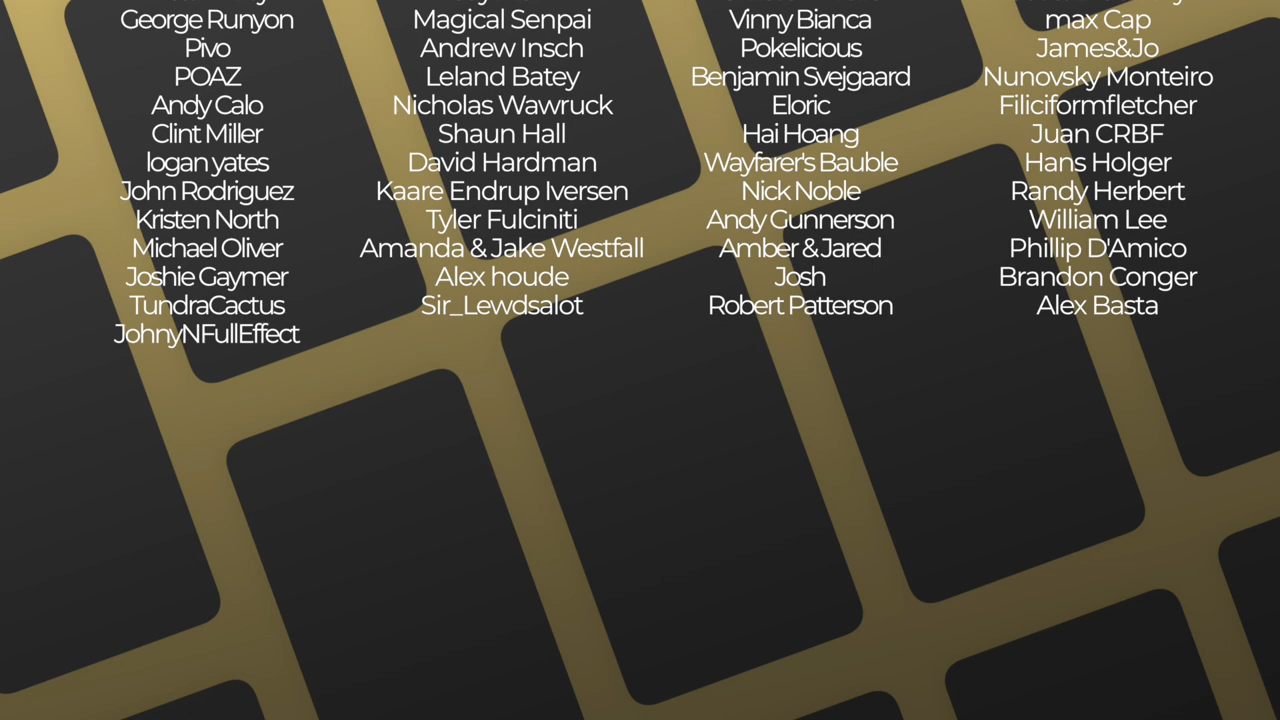 George Runyon
Pivo
POAZ
Andy Calo
Clint Miller
logan yates
John Rodriguez
Kristen North
Michael Oliver
Joshie Gaymer
TundraCactus
JohnyNFullEffect
Magical Senpai
Andrew Insch
Leland Batey
Nicholas Wawruck
Shaun Hall
David Hardman
Kaare Endrup Iversen
Tyler Fulciniti
Amanda & Jake Westfall
Alex houde
Sir_Lewdsalot
Vinny Bianca
Pokelicious
Benjamin Svejgaard
Eloric
Hai Hoang
Wayfarer's Bauble
Nick Noble
Andy Gunnerson
Amber & Jared
Josh
Robert Patterson
max Cap
James&Jo
Nunovsky Monteiro
Filiciformfletcher
Juan CRBF
Hans Holger
Randy Herbert
William Lee
Phillip D'Amico
Brandon Conger
Alex Basta